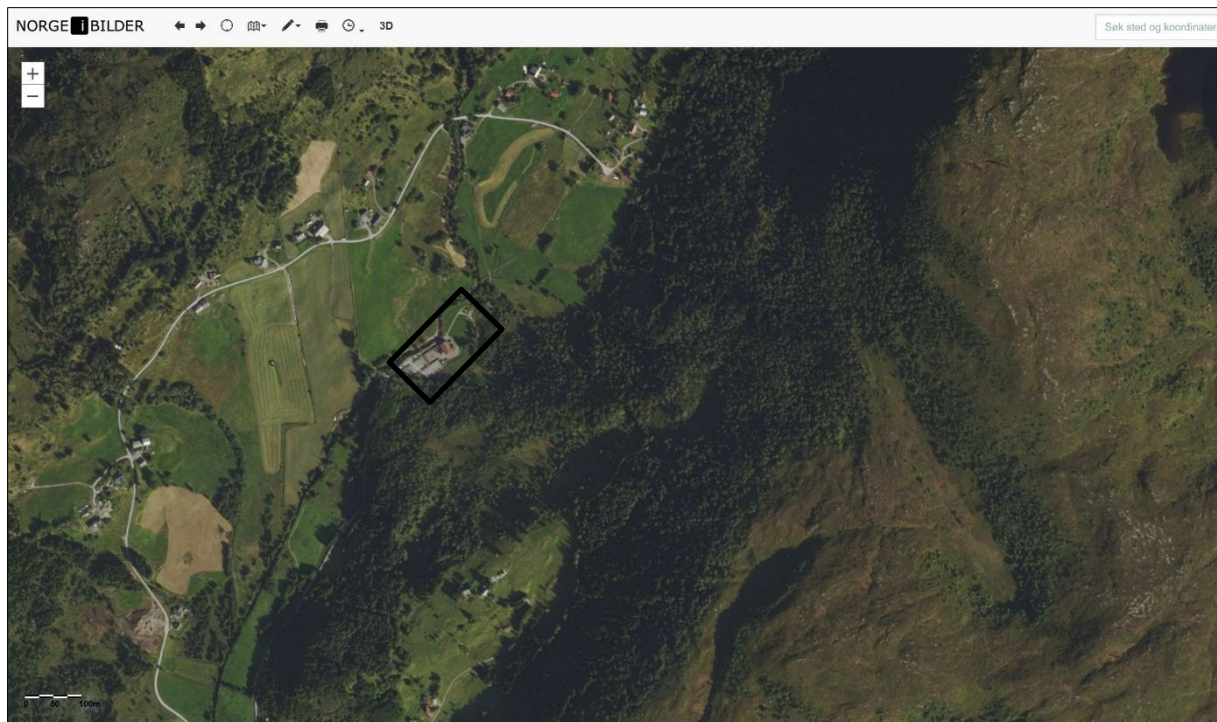 NORGE i BILDER
3D
Søk sted og koordinater
+
−
0 50 100m